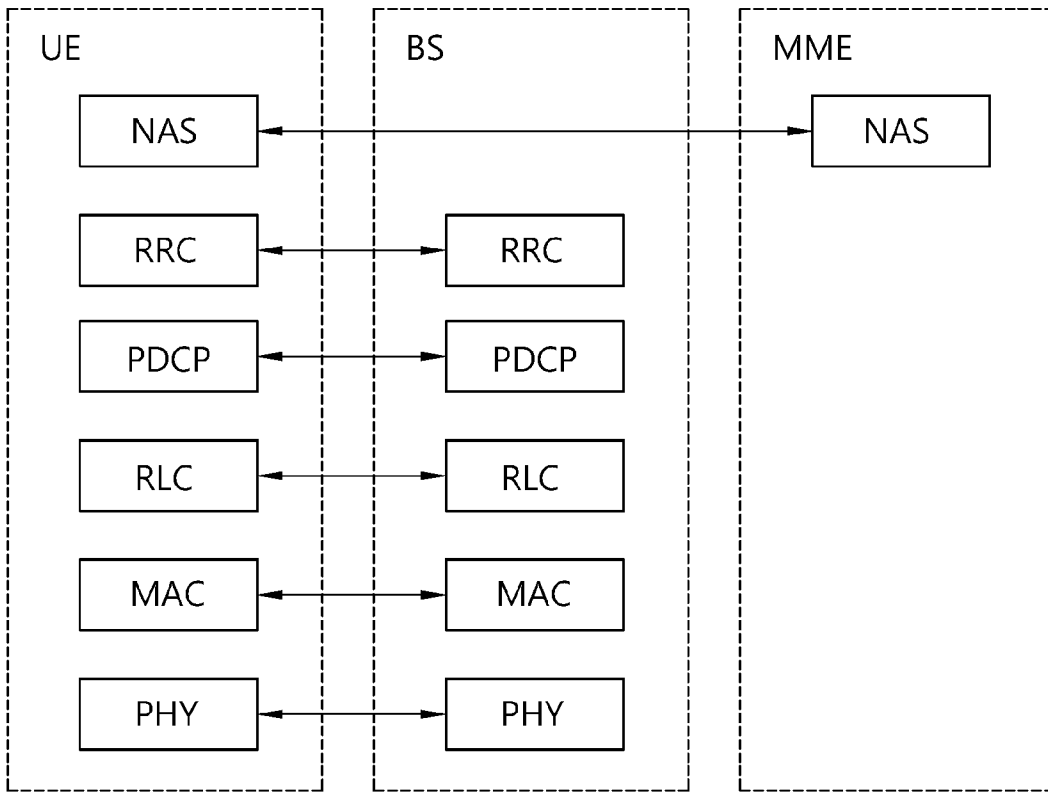 UE BS MME
NAS NAS
RRC RRC
PDCP PDCP
RLC RLC
MAC MAC
PHY PHY